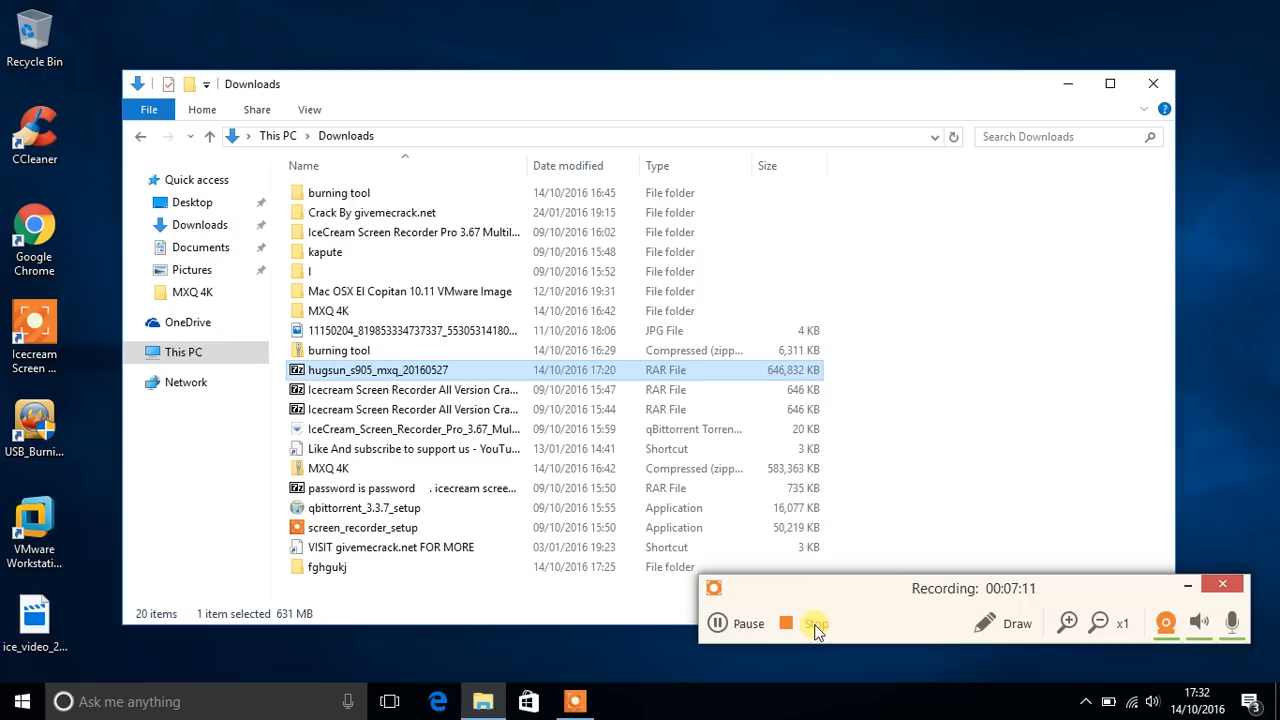 Recycle Bin
CCleaner
Google
Chrome
Icecream
Screen ...
USB_Burni...
VMware
Workstati...
ice_video_2...
Downloads
File Home Share View
This PC > Downloads
Search Downloads
Quick access
Desktop
Downloads
Documents
Pictures
MXQ 4K
OneDrive
This PC
Network
Name Date modified Type Size
burning tool 14/10/2016 16:45 File folder
Crack By givemecrack.net 24/01/2016 19:15 File folder
IceCream Screen Recorder Pro 3.67 Multil... 09/10/2016 16:02 File folder
kapute 09/10/2016 15:48 File folder
l 09/10/2016 15:52 File folder
Mac OSX El Copitan 10.11 VMware Image 12/10/2016 19:31 File folder
MXQ 4K 14/10/2016 16:42 File folder
11150204_819853334737337_55305314180... 11/10/2016 18:06 JPG File 4 KB
burning tool 14/10/2016 16:29 Compressed (zipp... 6,311 KB
hugsun_s905_mxq_20160527 14/10/2016 17:20 RAR File 646,832 KB
Icecream Screen Recorder All Version Cra... 09/10/2016 15:47 RAR File 646 KB
Icecream Screen Recorder All Version Cra... 09/10/2016 15:44 RAR File 646 KB
IceCream_Screen_Recorder_Pro_3.67_Mul... 09/10/2016 15:59 qBittorrent Torren... 20 KB
Like And subscribe to support us - YouTu... 13/01/2016 14:41 Shortcut 3 KB
MXQ 4K 14/10/2016 16:42 Compressed (zipp... 583,363 KB
password is password . icecream scree... 09/10/2016 15:50 RAR File 735 KB
qbittorrent_3.3.7_setup 09/10/2016 15:55 Application 16,077 KB
screen_recorder_setup 09/10/2016 15:50 Application 50,219 KB
VISIT givemecrack.net FOR MORE 03/01/2016 19:23 Shortcut 3 KB
fghgukj 14/10/2016 17:25 File folder
20 items 1 item selected 631 MB
Recording: 00:07:11
Pause Stop Draw x1
Ask me anything
17:32
14/10/2016
3